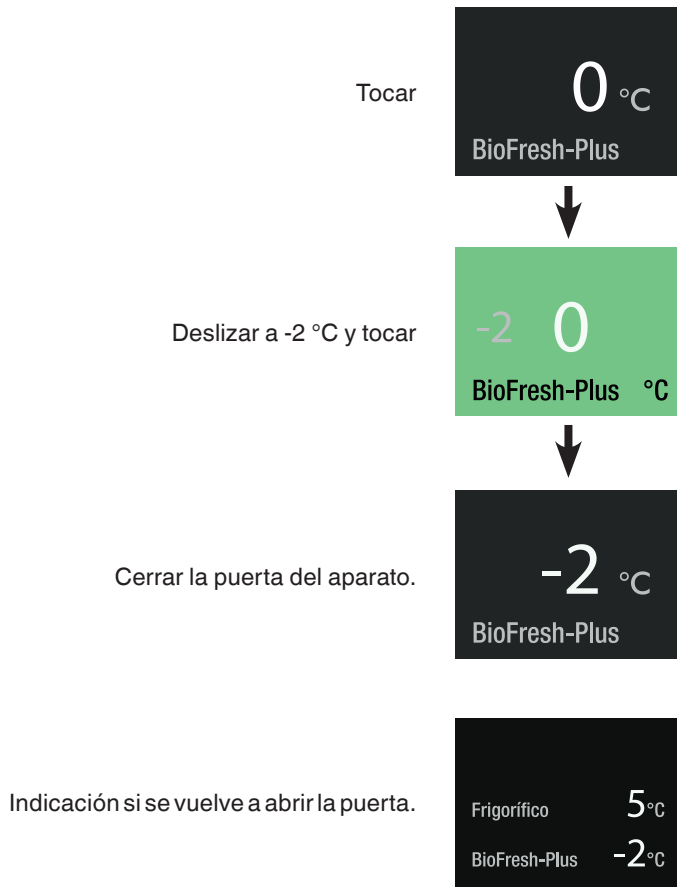 Tocar
0 °C
BioFresh-Plus
Deslizar a -2 °C y tocar
-2 0
BioFresh-Plus °C
Cerrar la puerta del aparato.
-2 °C
BioFresh-Plus
Indicación si se vuelve a abrir la puerta.
Frigorífico 5°C
BioFresh-Plus -2°C